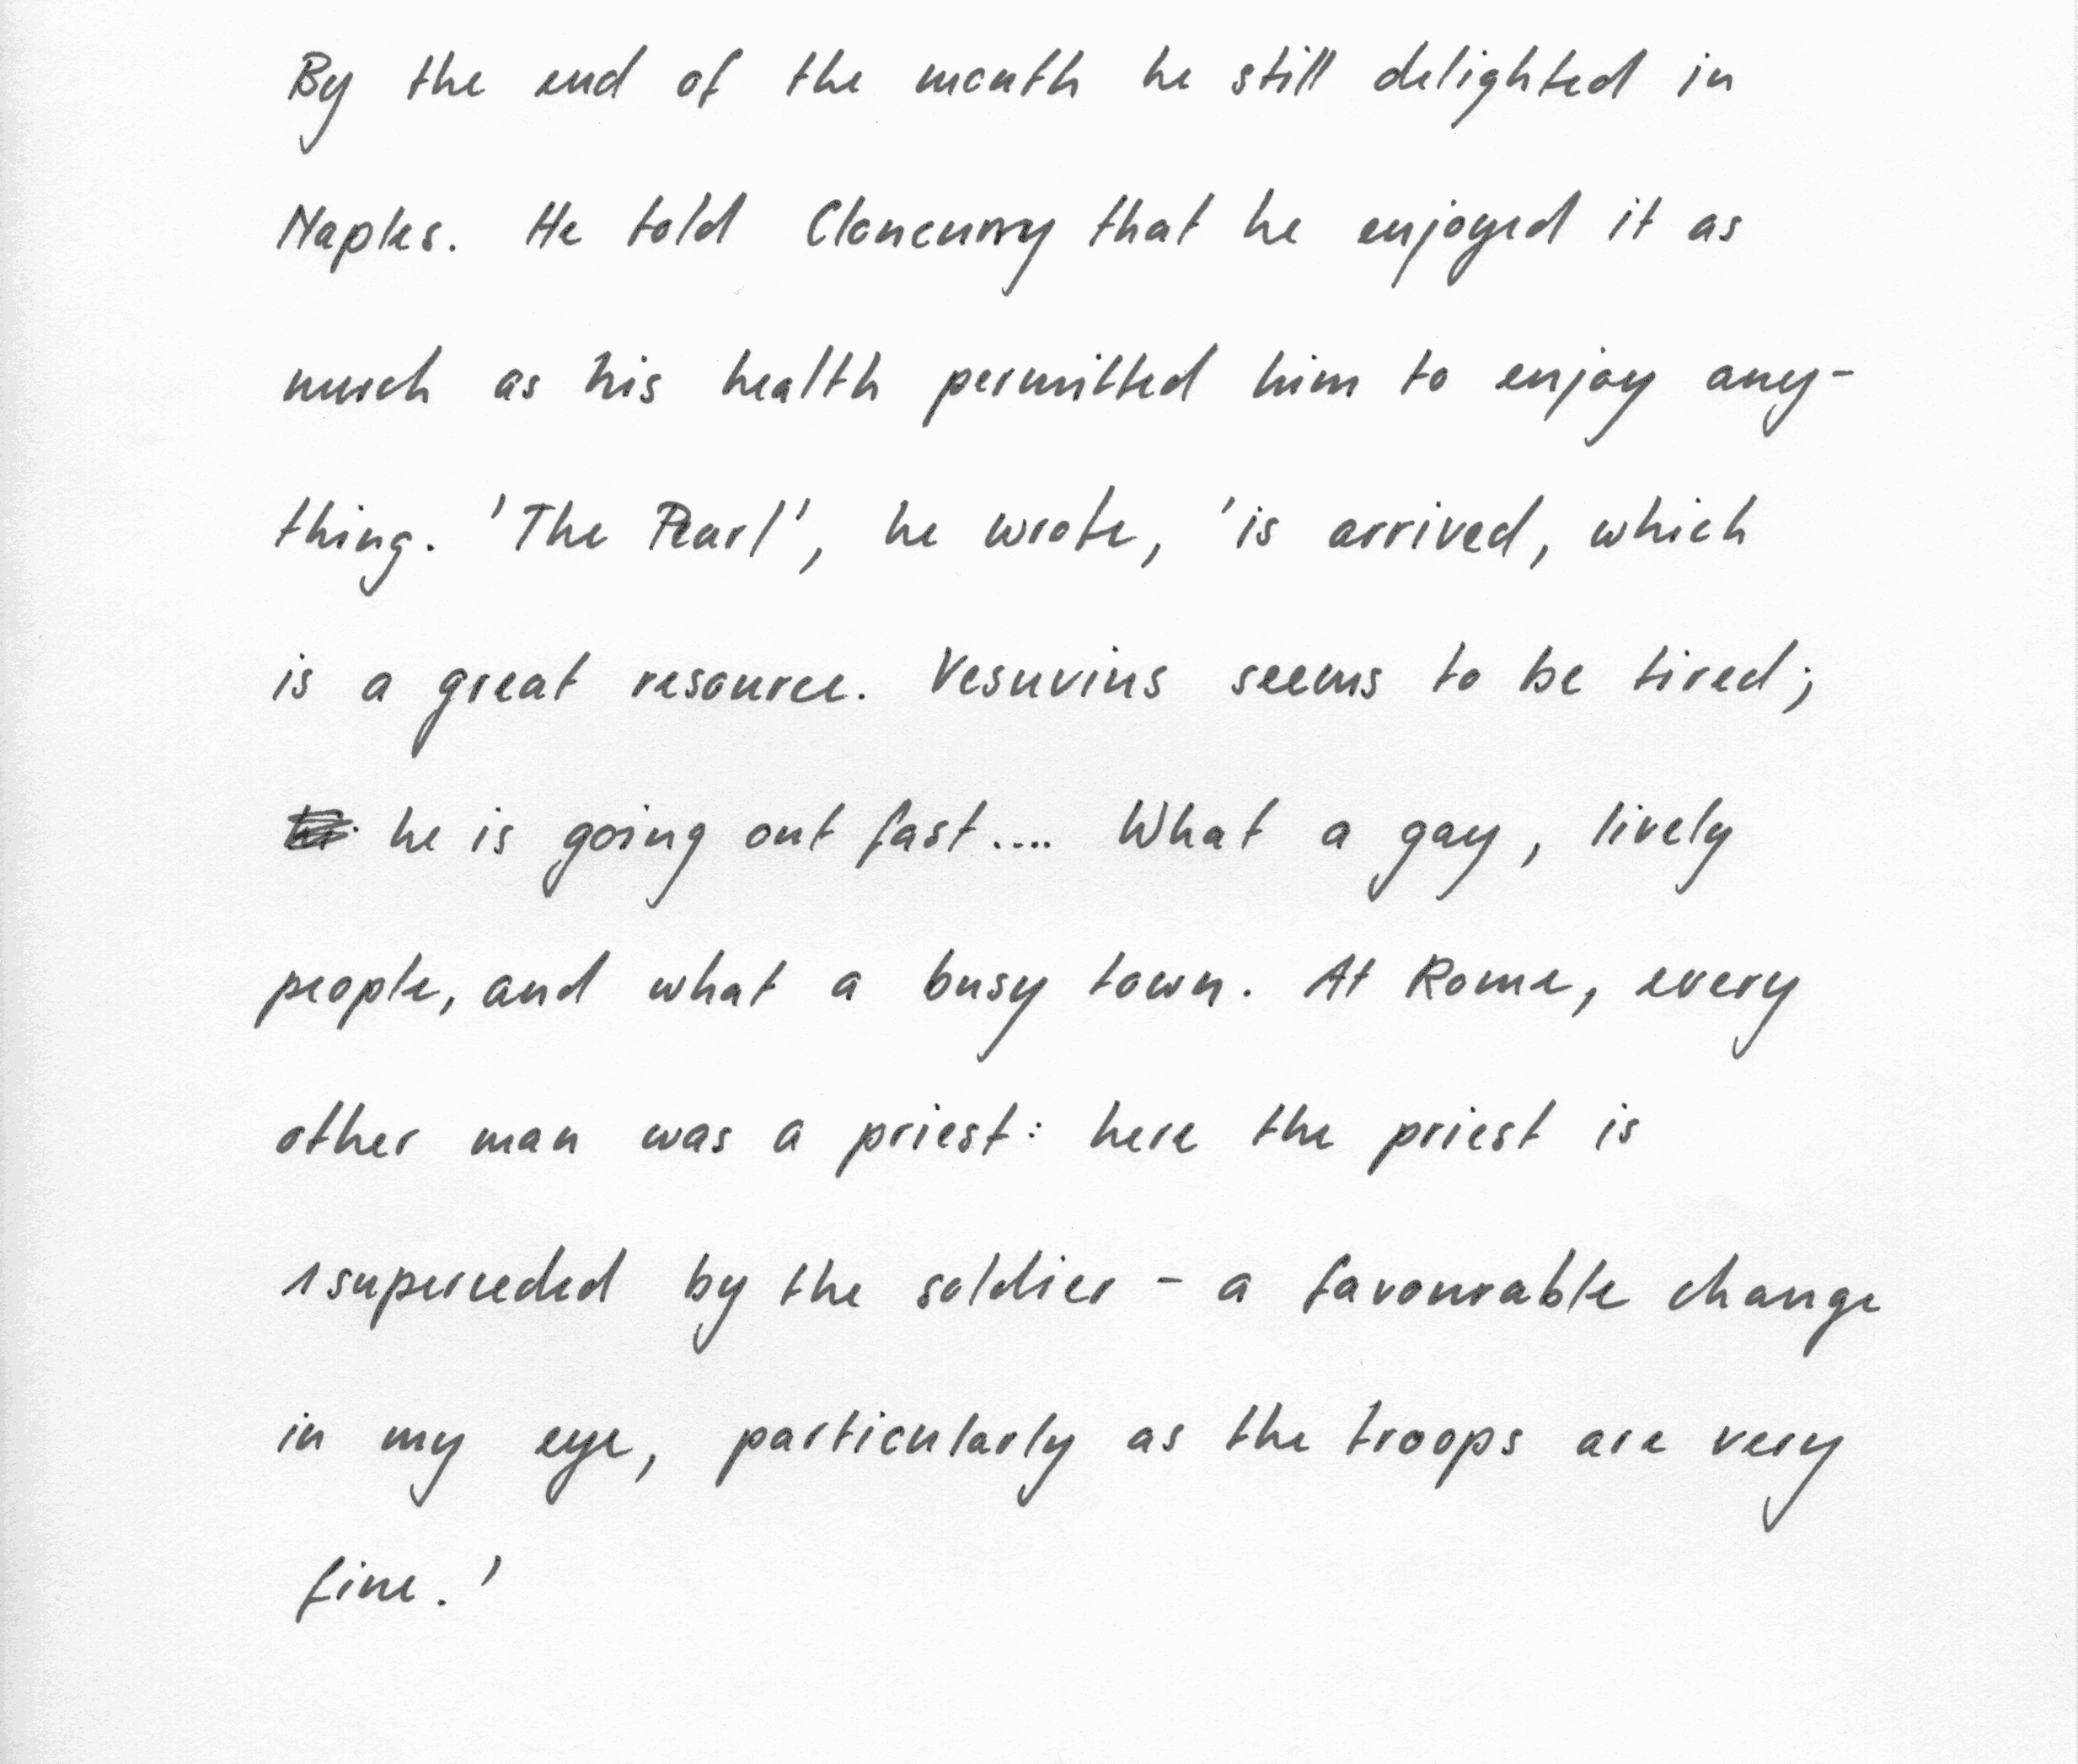 By the end of the month he still delighted in
Naples. He told Cloncurry that he enjoyed it as
much as his health permitted him to enjoy any-
thing. 'The Pearl', he wrote, 'is arrived, which
is a great resource. Vesuvius seems to be tired;
he is going out fast.... What a gay, lively
people, and what a busy town. At Rome, every
other man was a priest: here the priest is
superceded by the soldier - a favourable change
in my eye, particularly as the troops are very
fine.'